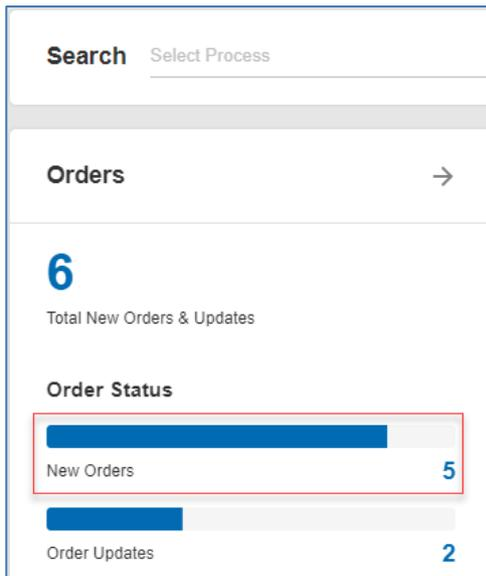 Search Select Process
Orders
6
Total New Orders & Updates
Order Status
New Orders 5
Order Updates 2